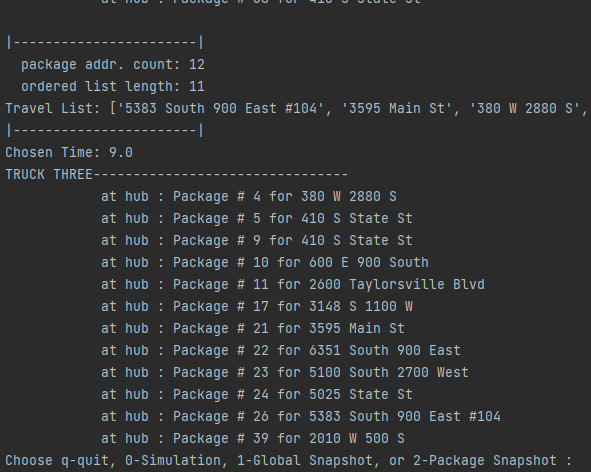 at hub : Package # for 410 S State St
|-----------------------|
package addr. count: 12
ordered list length: 11
Travel List: ['5383 South 900 East #104', '3595 Main St', '380 W 2880 S',
|-----------------------|
Chosen Time: 9.0
TRUCK THREE--------------------------------
at hub : Package # 4 for 380 W 2880 S
at hub : Package # 5 for 410 S State St
at hub : Package # 9 for 410 S State St
at hub : Package # 10 for 600 E 900 South
at hub : Package # 11 for 2600 Taylorsville Blvd
at hub : Package # 17 for 3148 S 1100 W
at hub : Package # 21 for 3595 Main St
at hub : Package # 22 for 6351 South 900 East
at hub : Package # 23 for 5100 South 2700 West
at hub : Package # 24 for 5025 State St
at hub : Package # 26 for 5383 South 900 East #104
at hub : Package # 39 for 2010 W 500 S
Choose q-quit, 0-Simulation, 1-Global Snapshot, or 2-Package Snapshot :